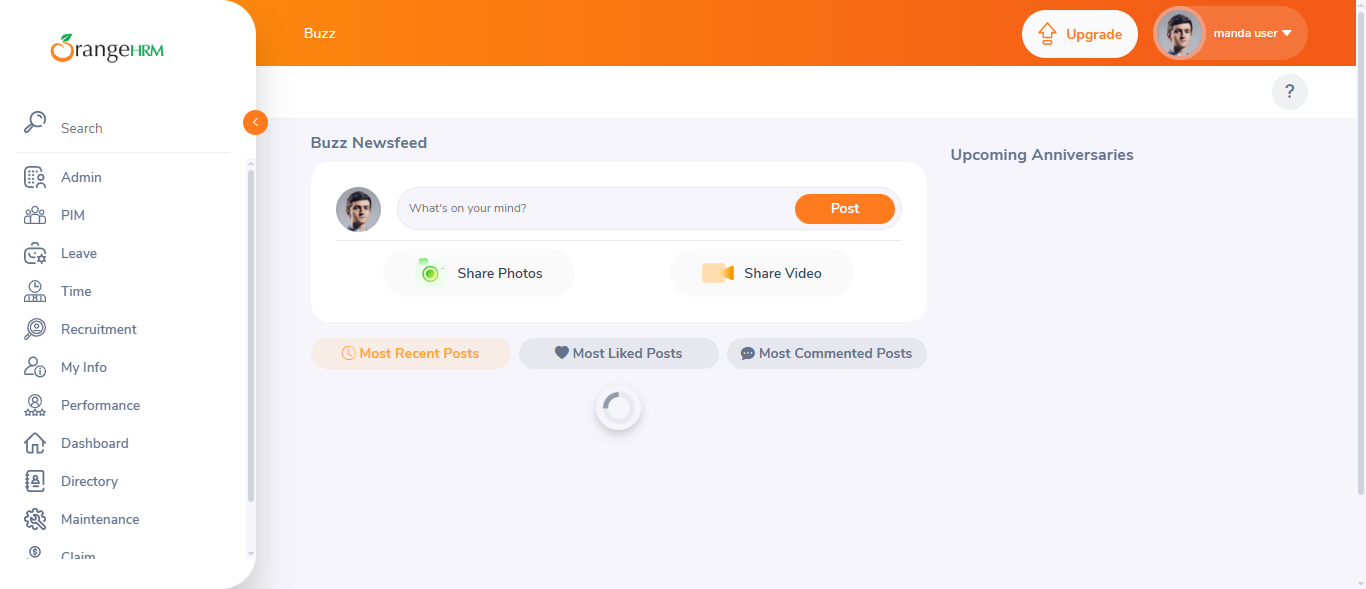 OrangeHRM
Buzz
Upgrade
manda user
?
Search
Admin
PIM
Leave
Time
Recruitment
My Info
Performance
Dashboard
Directory
Maintenance
Claim
Buzz Newsfeed
What's on your mind?
Post
Share Photos
Share Video
Most Recent Posts
Most Liked Posts
Most Commented Posts
Upcoming Anniversaries